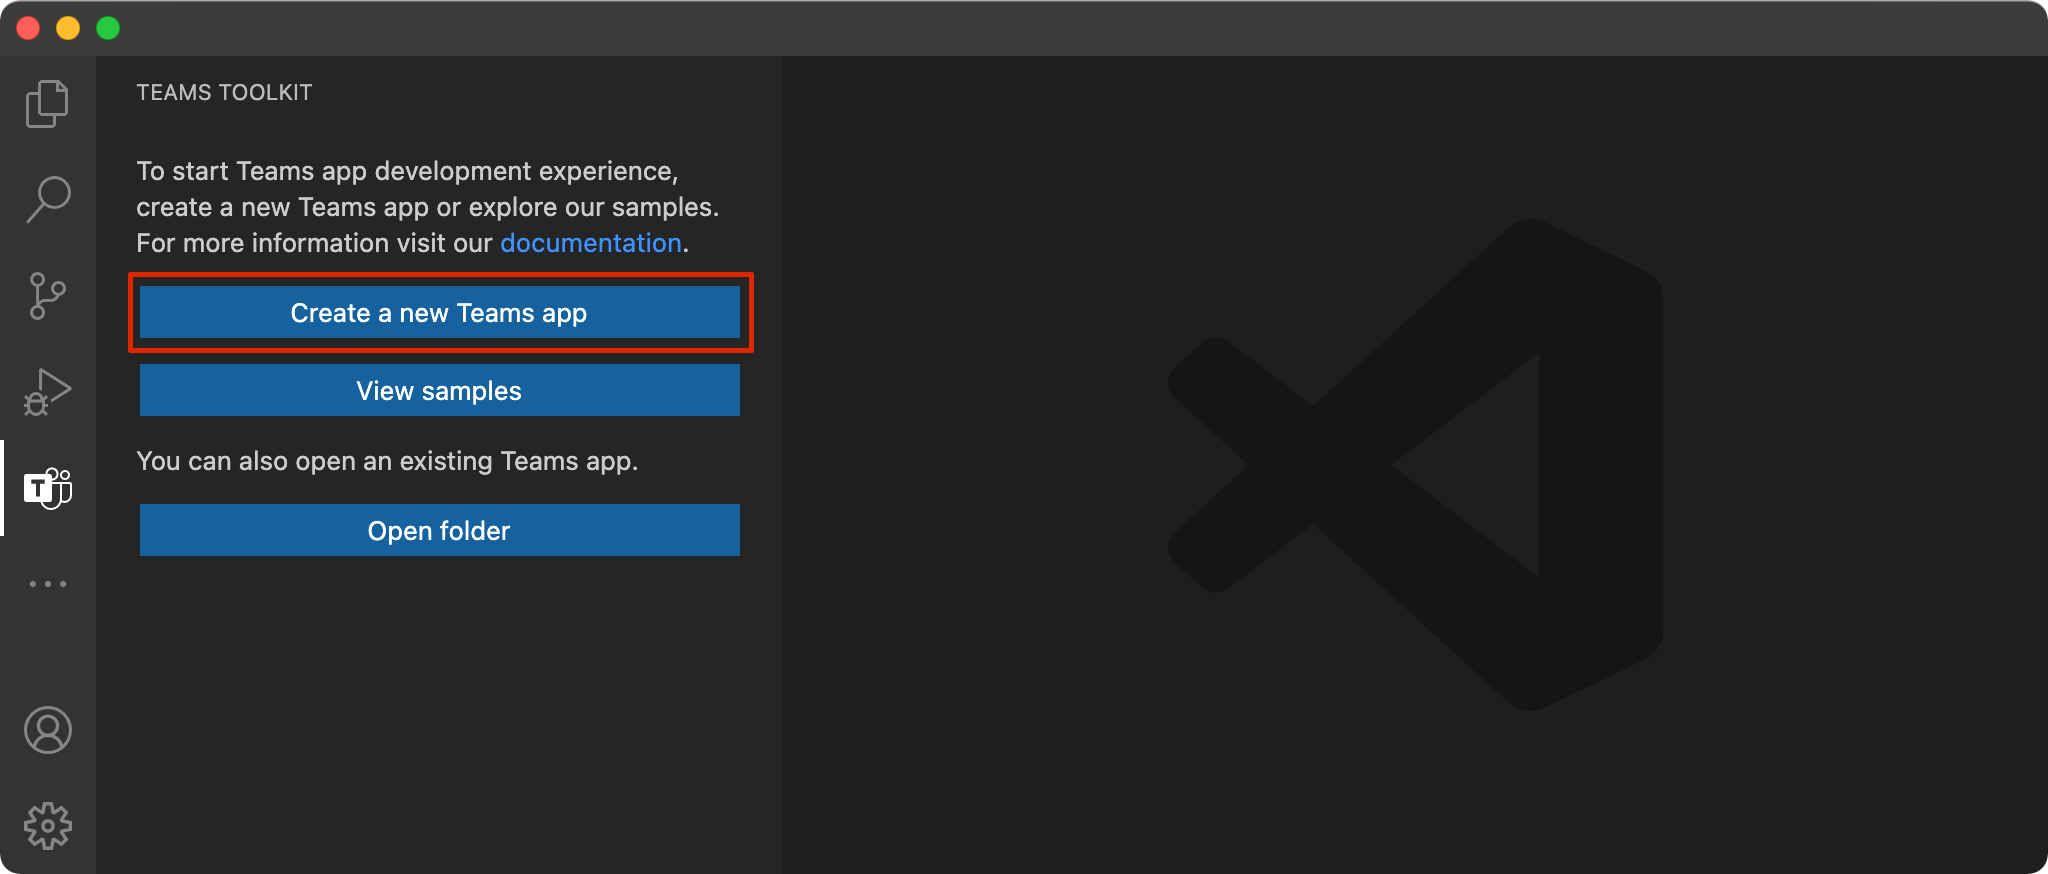 TEAMS TOOLKIT
To start Teams app development experience,
create a new Teams app or explore our samples.
For more information visit our documentation.
Create a new Teams app
View samples
You can also open an existing Teams app.
T
Open folder